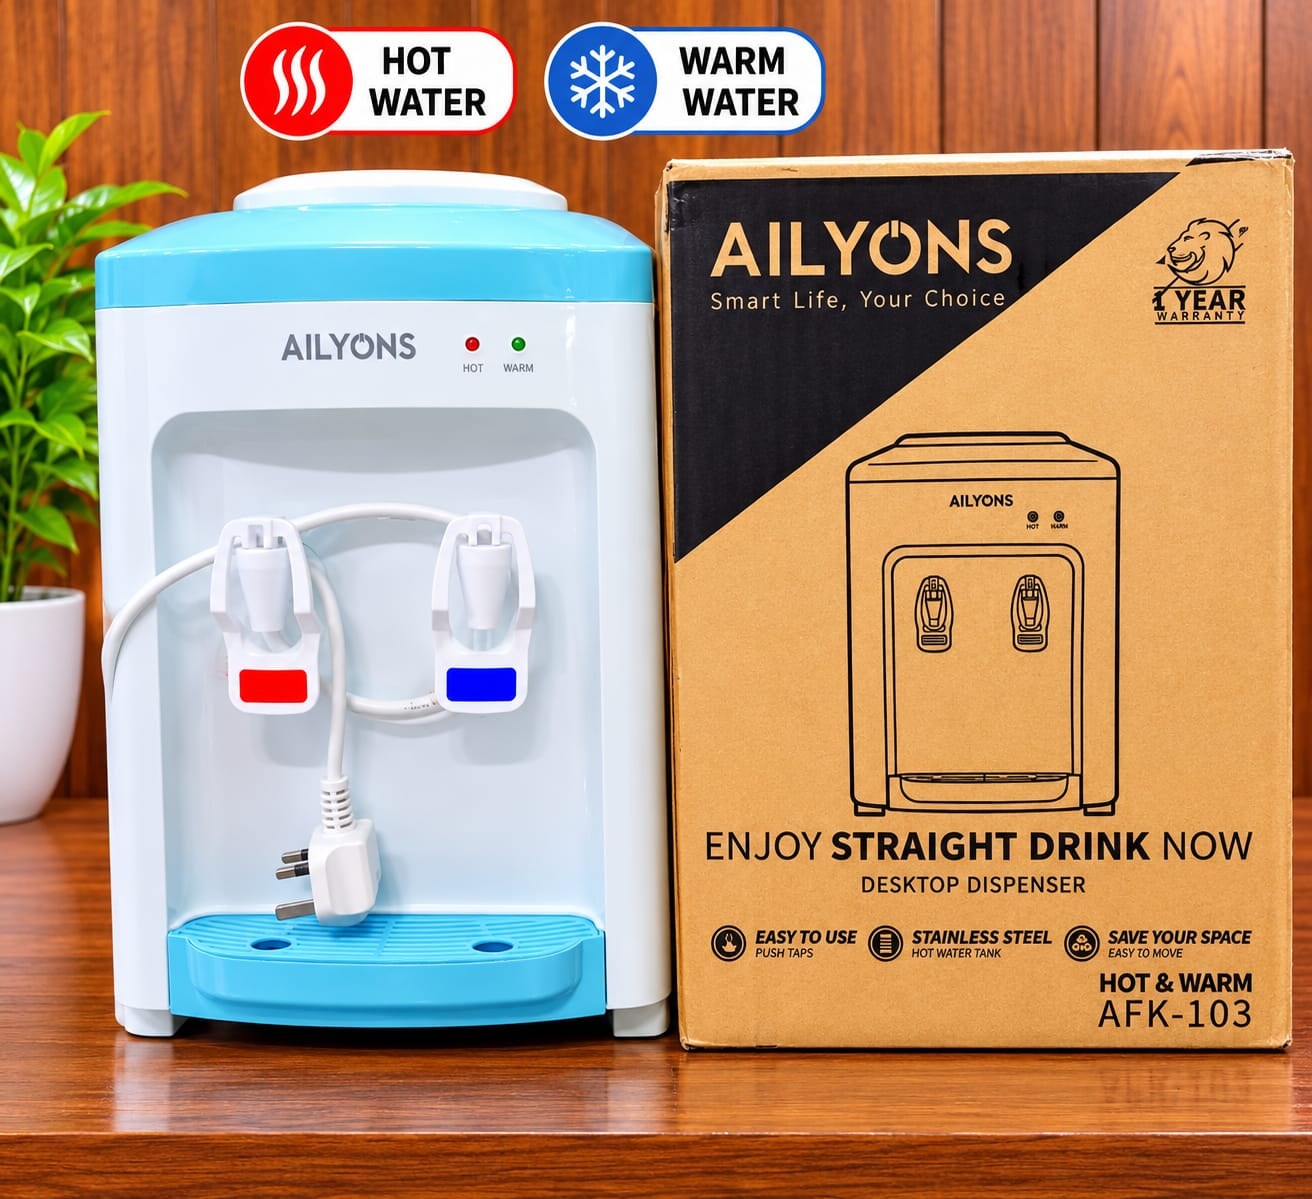 HOT
WATER
WARM
WATER
AILYONS
HOT
WARM
AILYONS
Smart Life, Your Choice
1 YEAR
WARRANTY
AILYONS
HOT
WARM
ENJOY STRAIGHT DRINK NOW
DESKTOP DISPENSER
EASY TO USE
PUSH TAPS
STAINLESS STEEL
HOT WATER TANK
SAVE YOUR SPACE
EASY TO MOVE
HOT & WARM
AFK-103